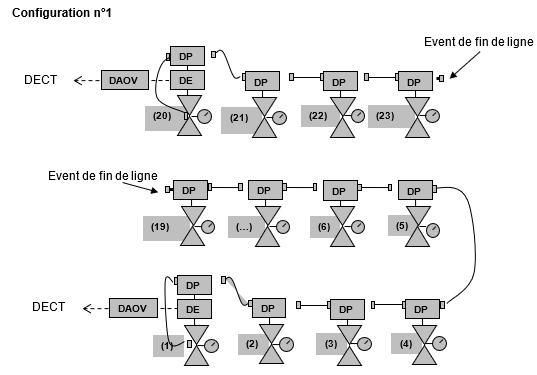 Configuration n°1
Event de fin de ligne
DP
DECT
DAOV
DE
DP
DP
DP
(20)
(21)
(22)
(23)
Event de fin de ligne
DP
DP
DP
DP
(19)
(...)
(6)
(5)
DP
DECT
DAOV
DE
DP
DP
DP
(1)
(2)
(3)
(4)